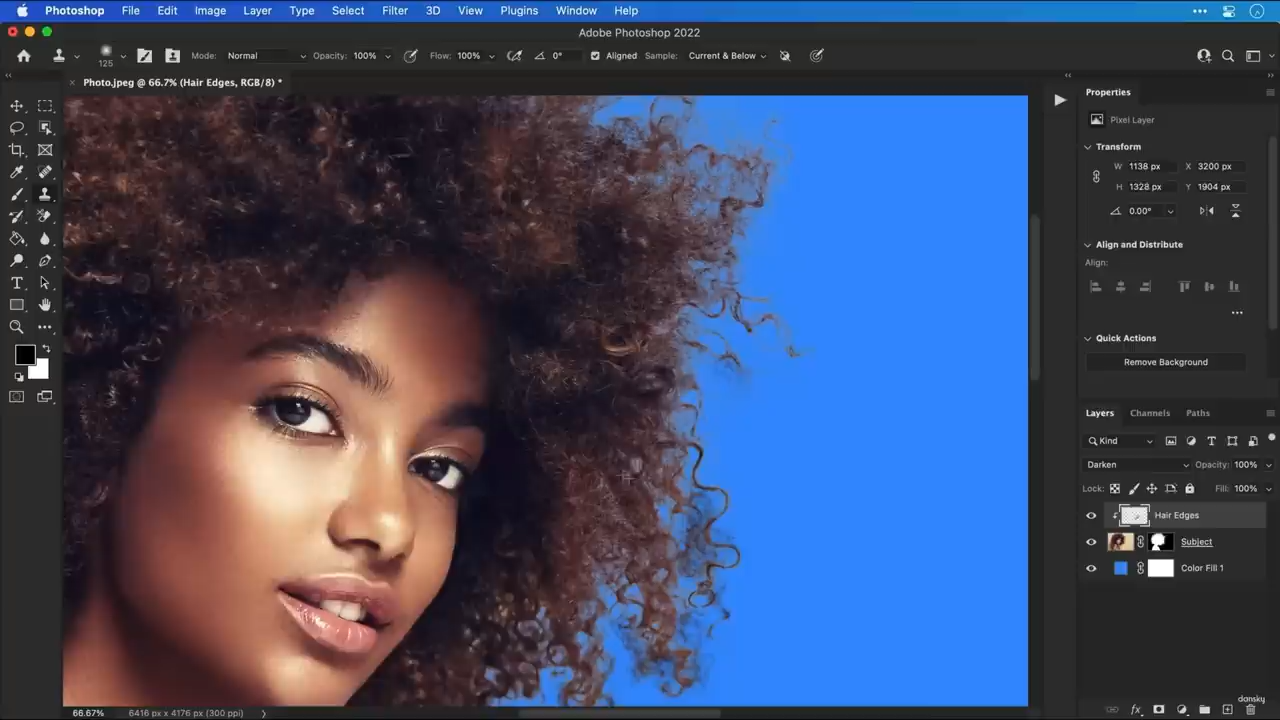 Photoshop File Edit Image Layer Type Select Filter 3D View Plugins Window Help
Adobe Photoshop 2022
125 Mode: Normal Opacity: 100% Flow: 100% 0° Aligned Sample: Current & Below
Photo.jpeg @ 66.7% (Hair Edges, RGB/8) *
Properties
Pixel Layer
Transform
W 1138 px X 3200 px
H 1328 px Y 1904 px
0.00°
Align and Distribute
Align:
Quick Actions
Remove Background
Layers Channels Paths
Kind
Darken Opacity: 100%
Lock: Fill: 100%
Hair Edges
Subject
Color Fill 1
dansky
66.67% 6416 px x 4176 px (300 ppi)